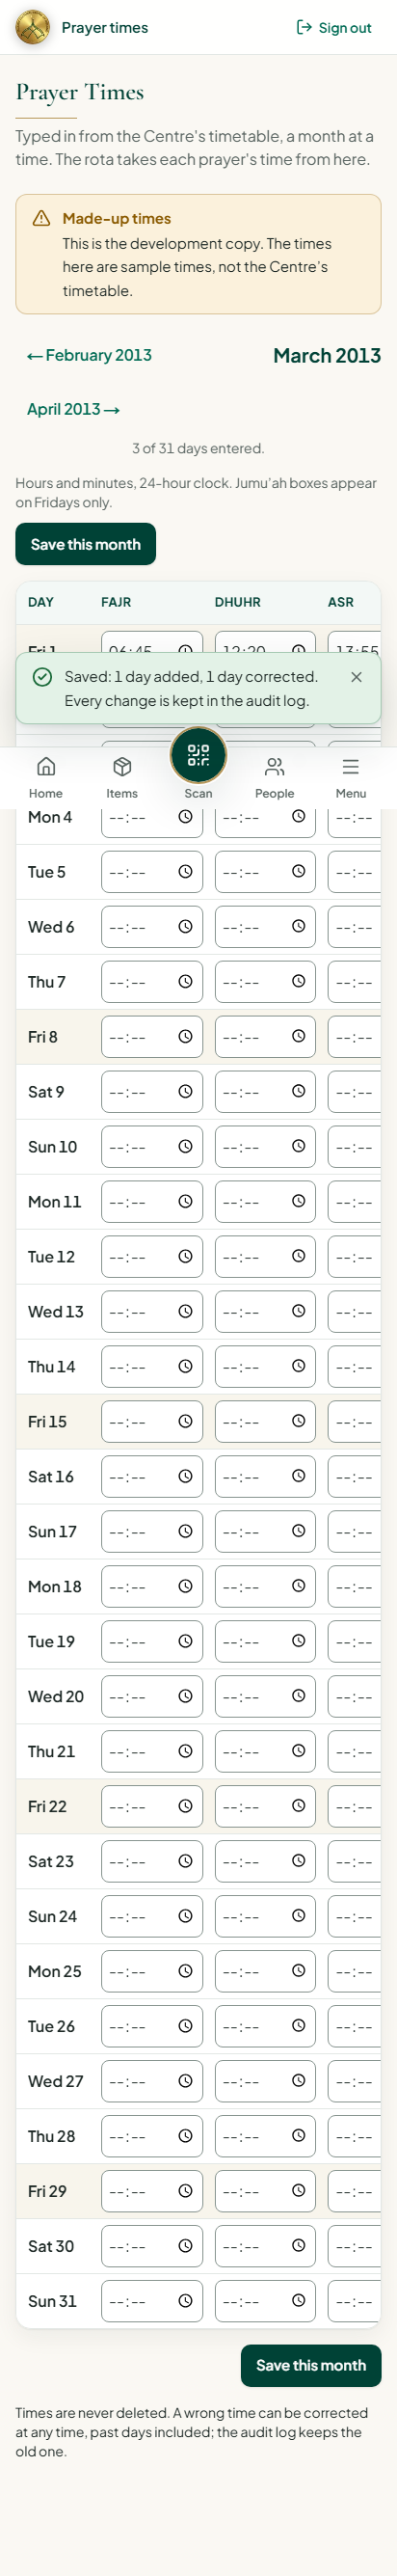 Prayer times
Sign out
Prayer Times
Typed in from the Centre's timetable, a month at a
time. The rota takes each prayer's time from here.
Made-up times
This is the development copy. The times
here are sample times, not the Centre's
timetable.
← February 2013
March 2013
April 2013 →
3 of 31 days entered.
Hours and minutes, 24-hour clock. Jumu'ah boxes appear
on Fridays only.
Save this month
DAY FAJR DHUHR ASR
Saved: 1 day added, 1 day corrected.
Every change is kept in the audit log.
Home Items Scan People Menu
Mon 4 --:-- --:-- --:--
Tue 5 --:-- --:-- --:--
Wed 6 --:-- --:-- --:--
Thu 7 --:-- --:-- --:--
Fri 8 --:-- --:-- --:--
Sat 9 --:-- --:-- --:--
Sun 10 --:-- --:-- --:--
Mon 11 --:-- --:-- --:--
Tue 12 --:-- --:-- --:--
Wed 13 --:-- --:-- --:--
Thu 14 --:-- --:-- --:--
Fri 15 --:-- --:-- --:--
Sat 16 --:-- --:-- --:--
Sun 17 --:-- --:-- --:--
Mon 18 --:-- --:-- --:--
Tue 19 --:-- --:-- --:--
Wed 20 --:-- --:-- --:--
Thu 21 --:-- --:-- --:--
Fri 22 --:-- --:-- --:--
Sat 23 --:-- --:-- --:--
Sun 24 --:-- --:-- --:--
Mon 25 --:-- --:-- --:--
Tue 26 --:-- --:-- --:--
Wed 27 --:-- --:-- --:--
Thu 28 --:-- --:-- --:--
Fri 29 --:-- --:-- --:--
Sat 30 --:-- --:-- --:--
Sun 31 --:-- --:-- --:--
Save this month
Times are never deleted. A wrong time can be corrected
at any time, past days included; the audit log keeps the
old one.